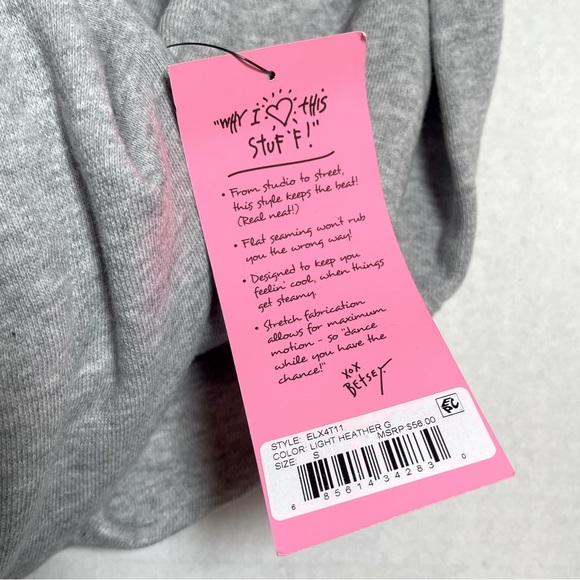 "WHY I THIS
STUFF!"
• From studio to street,
this style keeps the beat!
(Real neat!)
• Flat seaming won't rub
you the wrong way!
• Designed to keep you
feelin' cool, when things
get steamy.
• Stretch fabrication
allows for maximum
motion - so "dance
while you have the
chance!"
XOX
BETSEY
STYLE: ELX4T11
COLOR: LIGHT HEATHER G
SIZE: S
MSRP:$58.00
6 85614 34283 0